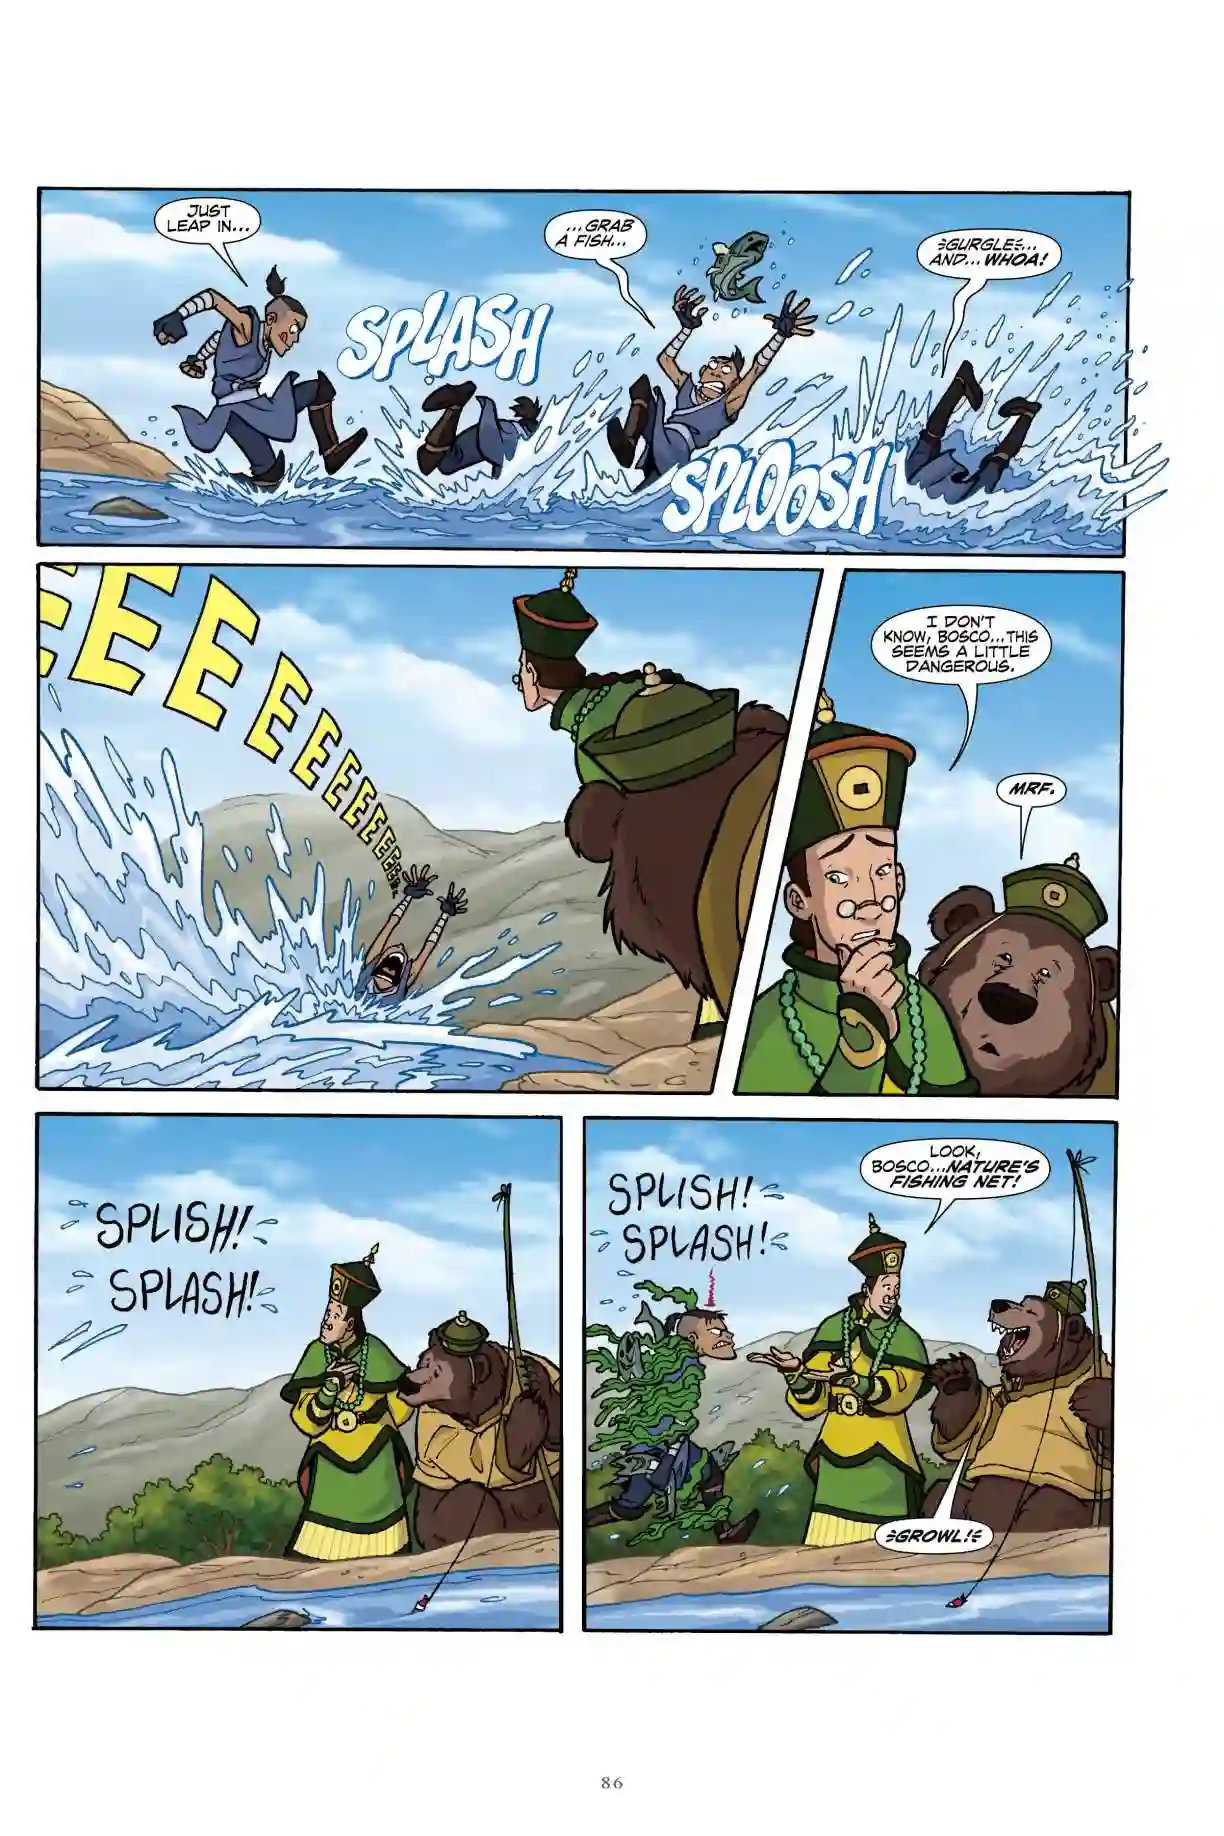 JUST
LEAP IN...
SPLASH
...GRAB
A FISH...
SPLOOSH
GURGLE...
AND...WHOA!
EEEEEEEEEEEEEE
I DON'T
KNOW, BOSCO...THIS
SEEMS A LITTLE
DANGEROUS.
MRF.
SPLISH!
SPLASH!
SPLISH!
SPLASH!
LOOK,
BOSCO...NATURE'S
FISHING NET!
GROWL!
86